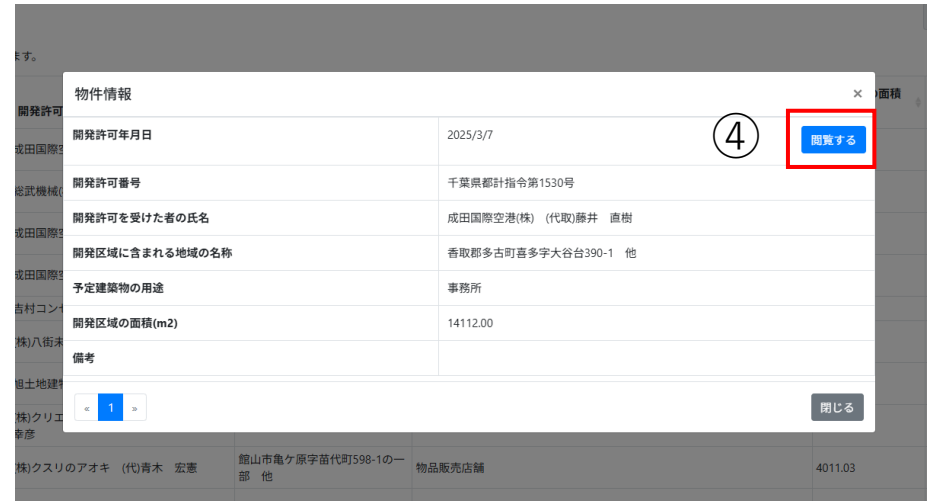 ます。
開発許可
面積
成田国際空
総武機械(
成田国際空
成田国際空
吉村コンセ
(株)八街未
旭土地建物
(株)クリエ
幸彦
(株)クスリのアオキ (代)青木 宏憲
館山市亀ケ原字苗代町598-1の一
部 他
物品販売店舗
4011.03
物件情報
×
開発許可年月日
2025/3/7
④
閲覧する
開発許可番号
千葉県都計指令第1530号
開発許可を受けた者の氏名
成田国際空港(株) (代取)藤井 直樹
開発区域に含まれる地域の名称
香取郡多古町喜多字大谷台390-1 他
予定建築物の用途
事務所
開発区域の面積(m2)
14112.00
備考
« 1 »
閉じる